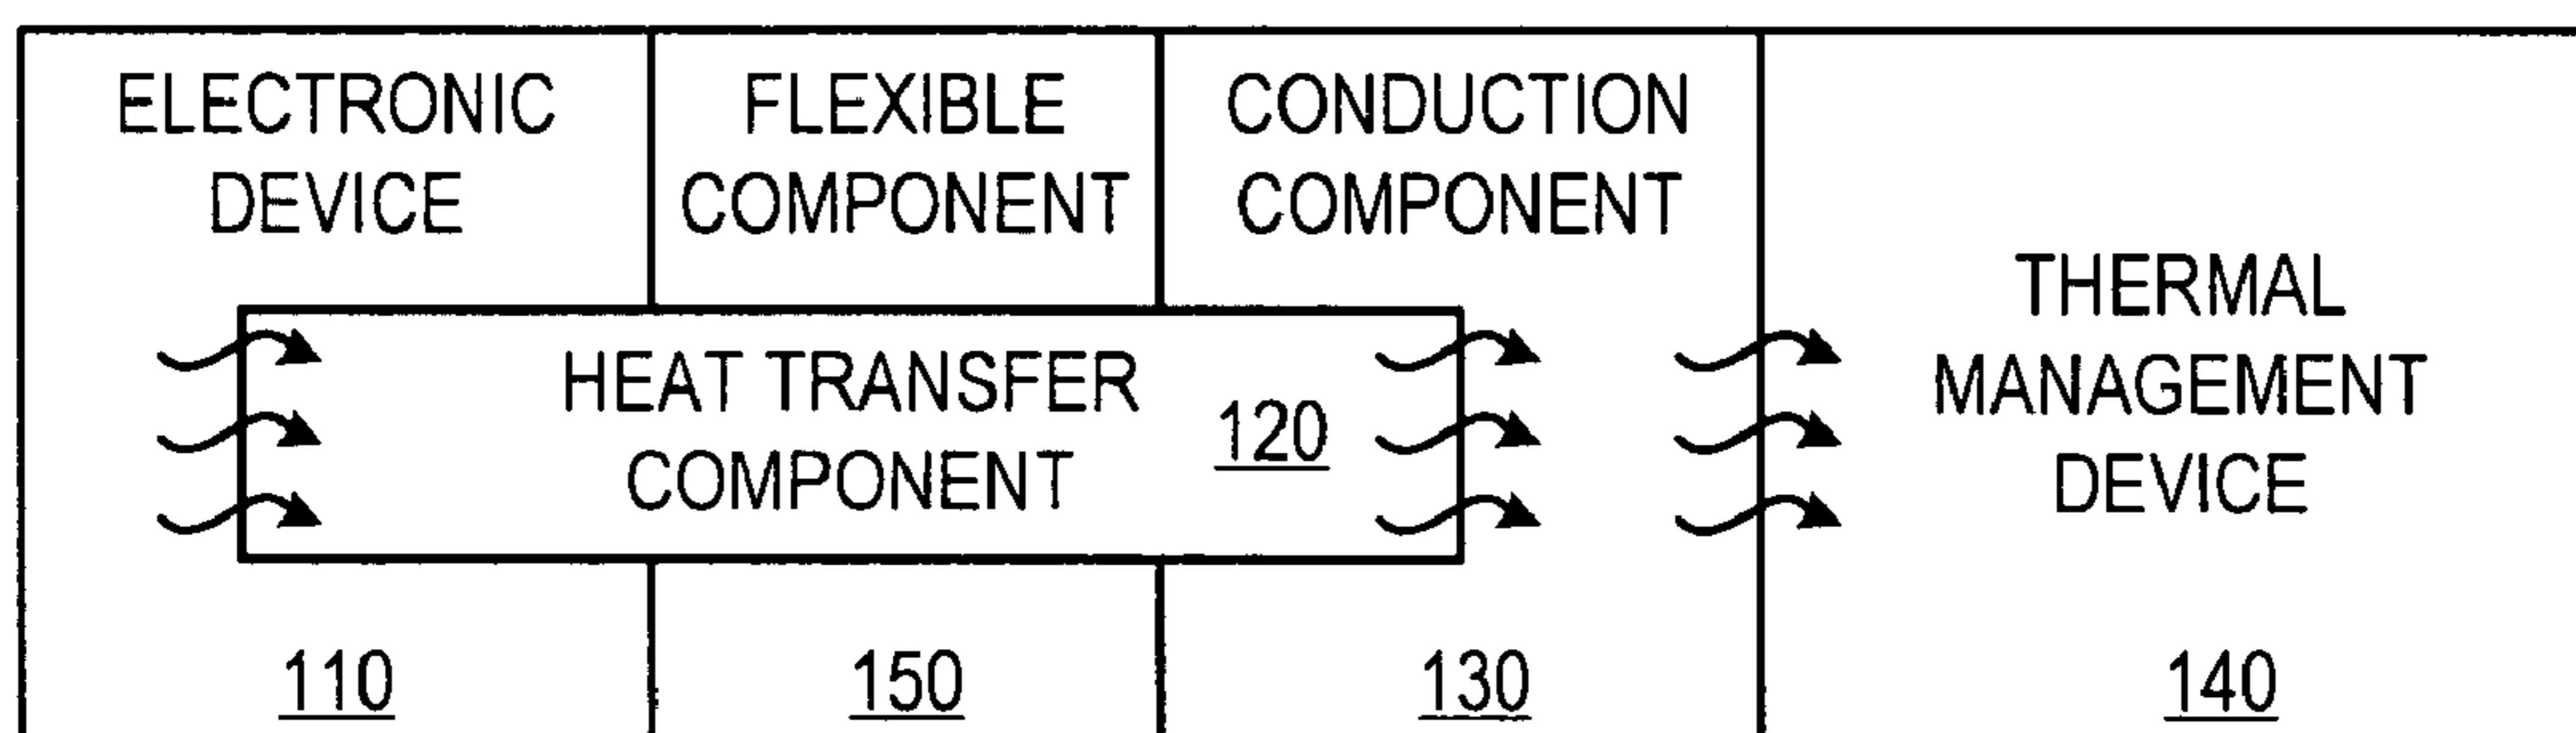 ELECTRONIC
DEVICE
FLEXIBLE
COMPONENT
CONDUCTION
COMPONENT
THERMAL
MANAGEMENT
DEVICE
HEAT TRANSFER
COMPONENT
120
110
150
130
140